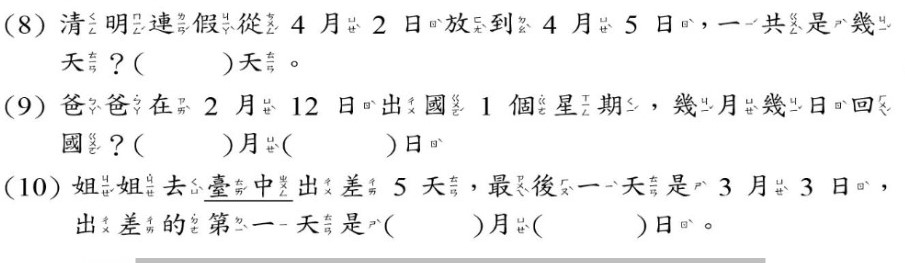 (8) 清明連假從 4 月 2 日放到 4 月 5 日，一共是幾
天？(　　)天。
(9) 爸爸在 2 月 12 日出國 1 個星期，幾月幾日回
國？(　　)月(　　)日
(10) 姐姐去臺中出差 5 天，最後一天是 3 月 3 日，
出差的第一天是(　　)月(　　)日。